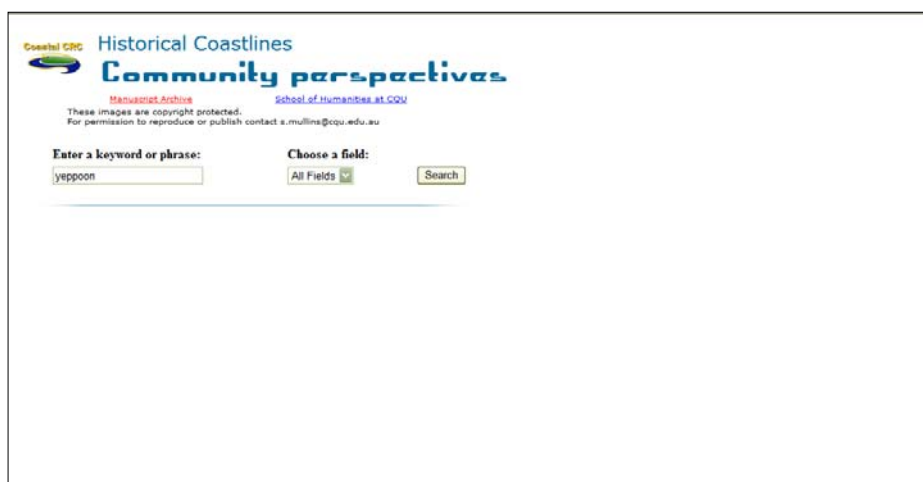 Coastal CRC
Historical Coastlines
Community perspectives
Manuscript Archive School of Humanities at CQU
These images are copyright protected.
For permission to reproduce or publish contact s.mullins@cqu.edu.au
Enter a keyword or phrase: Choose a field:
yeppoon All Fields Search